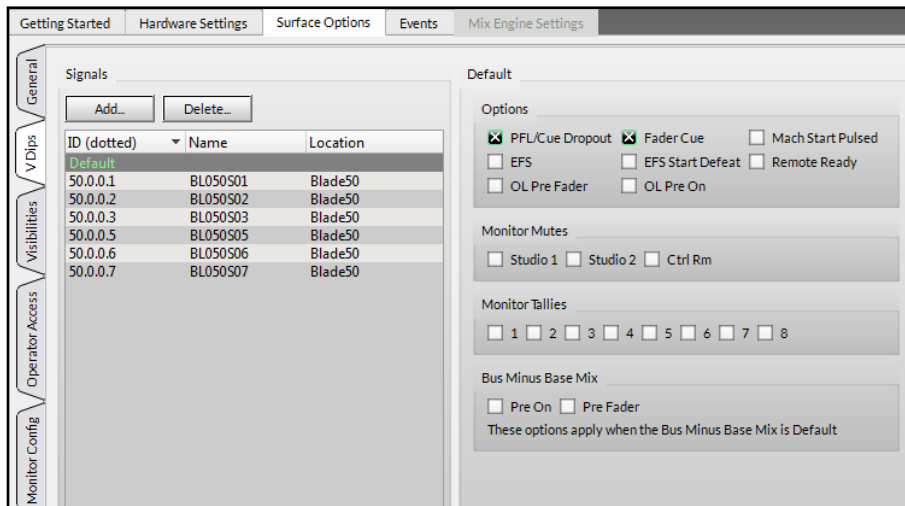 Getting Started Hardware Settings Surface Options Events Mix Engine Settings
General
V Dips
Visibilities
Operator Access
Monitor Config
Signals
Add... Delete...
ID (dotted) Name Location
Default
50.0.0.1 BL050S01 Blade50
50.0.0.2 BL050S02 Blade50
50.0.0.3 BL050S03 Blade50
50.0.0.5 BL050S05 Blade50
50.0.0.6 BL050S06 Blade50
50.0.0.7 BL050S07 Blade50
Default
Options
PFL/Cue Dropout Fader Cue Mach Start Pulsed
EFS EFS Start Defeat Remote Ready
OL Pre Fader OL Pre On
Monitor Mutes
Studio 1 Studio 2 Ctrl Rm
Monitor Tallies
1 2 3 4 5 6 7 8
Bus Minus Base Mix
Pre On Pre Fader
These options apply when the Bus Minus Base Mix is Default